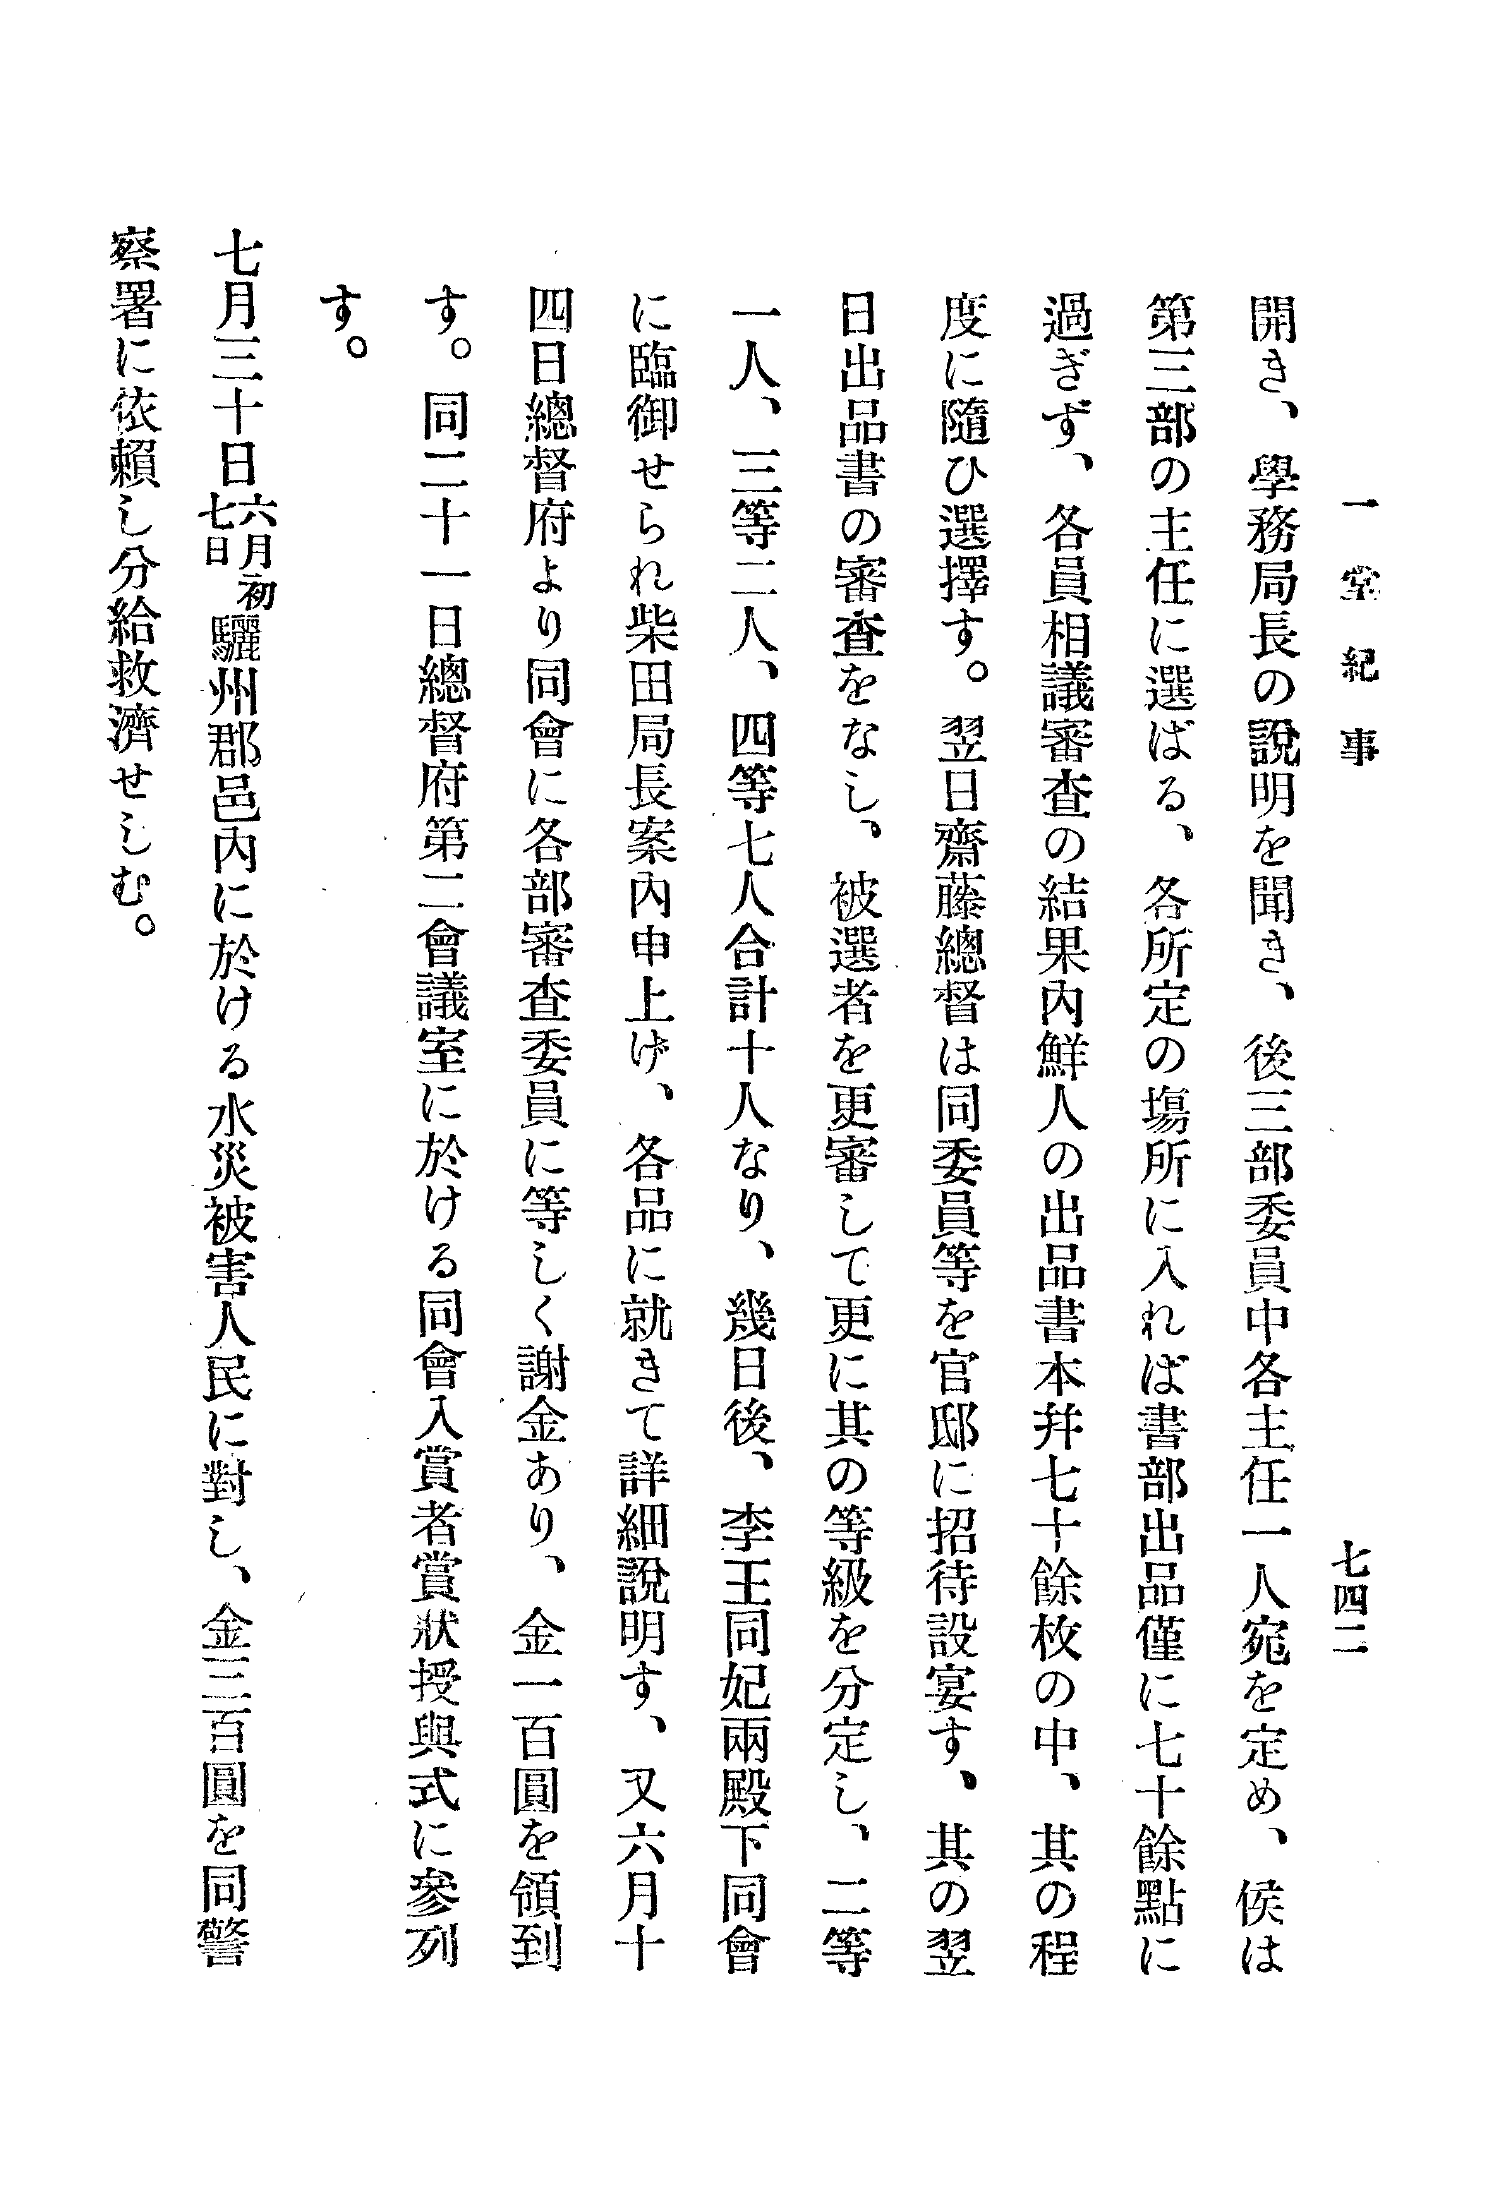 一堂紀事
七四二
開き、學務局長の說明を聞き、後三部委員中各主任一人宛を定め、侯は
第三部の主任に選ばる、各所定の塲所に入れば書部出品僅に七十餘點に
過ぎず、各員相議審查の結果內鮮人の出品書本幷七十餘枚の中、其の程
度に隨ひ選擇す。翌日齋藤總督は同委員等を官邸に招待設宴す、其の翌
日出品書の審查をなし、被選者を更審して更に其の等級を分定し、二等
一人、三等二人、四等七人合計十人なり、幾日後、李王同妃兩殿下同會
に臨御せられ柴田局長案內申上げ、各品に就きて詳細說明す、又六月十
四日總督府より同會に各部審查委員に等しく謝金あり、金一百圓を領到
す。同二十一日總督府第二會議室に於ける同會入賞者賞狀授與式に參列
す。
七月三十日六月初七日驪州郡邑內に於ける水災被害人民に對し、金三百圓を同警
察署に依賴し分給救濟せしむ。